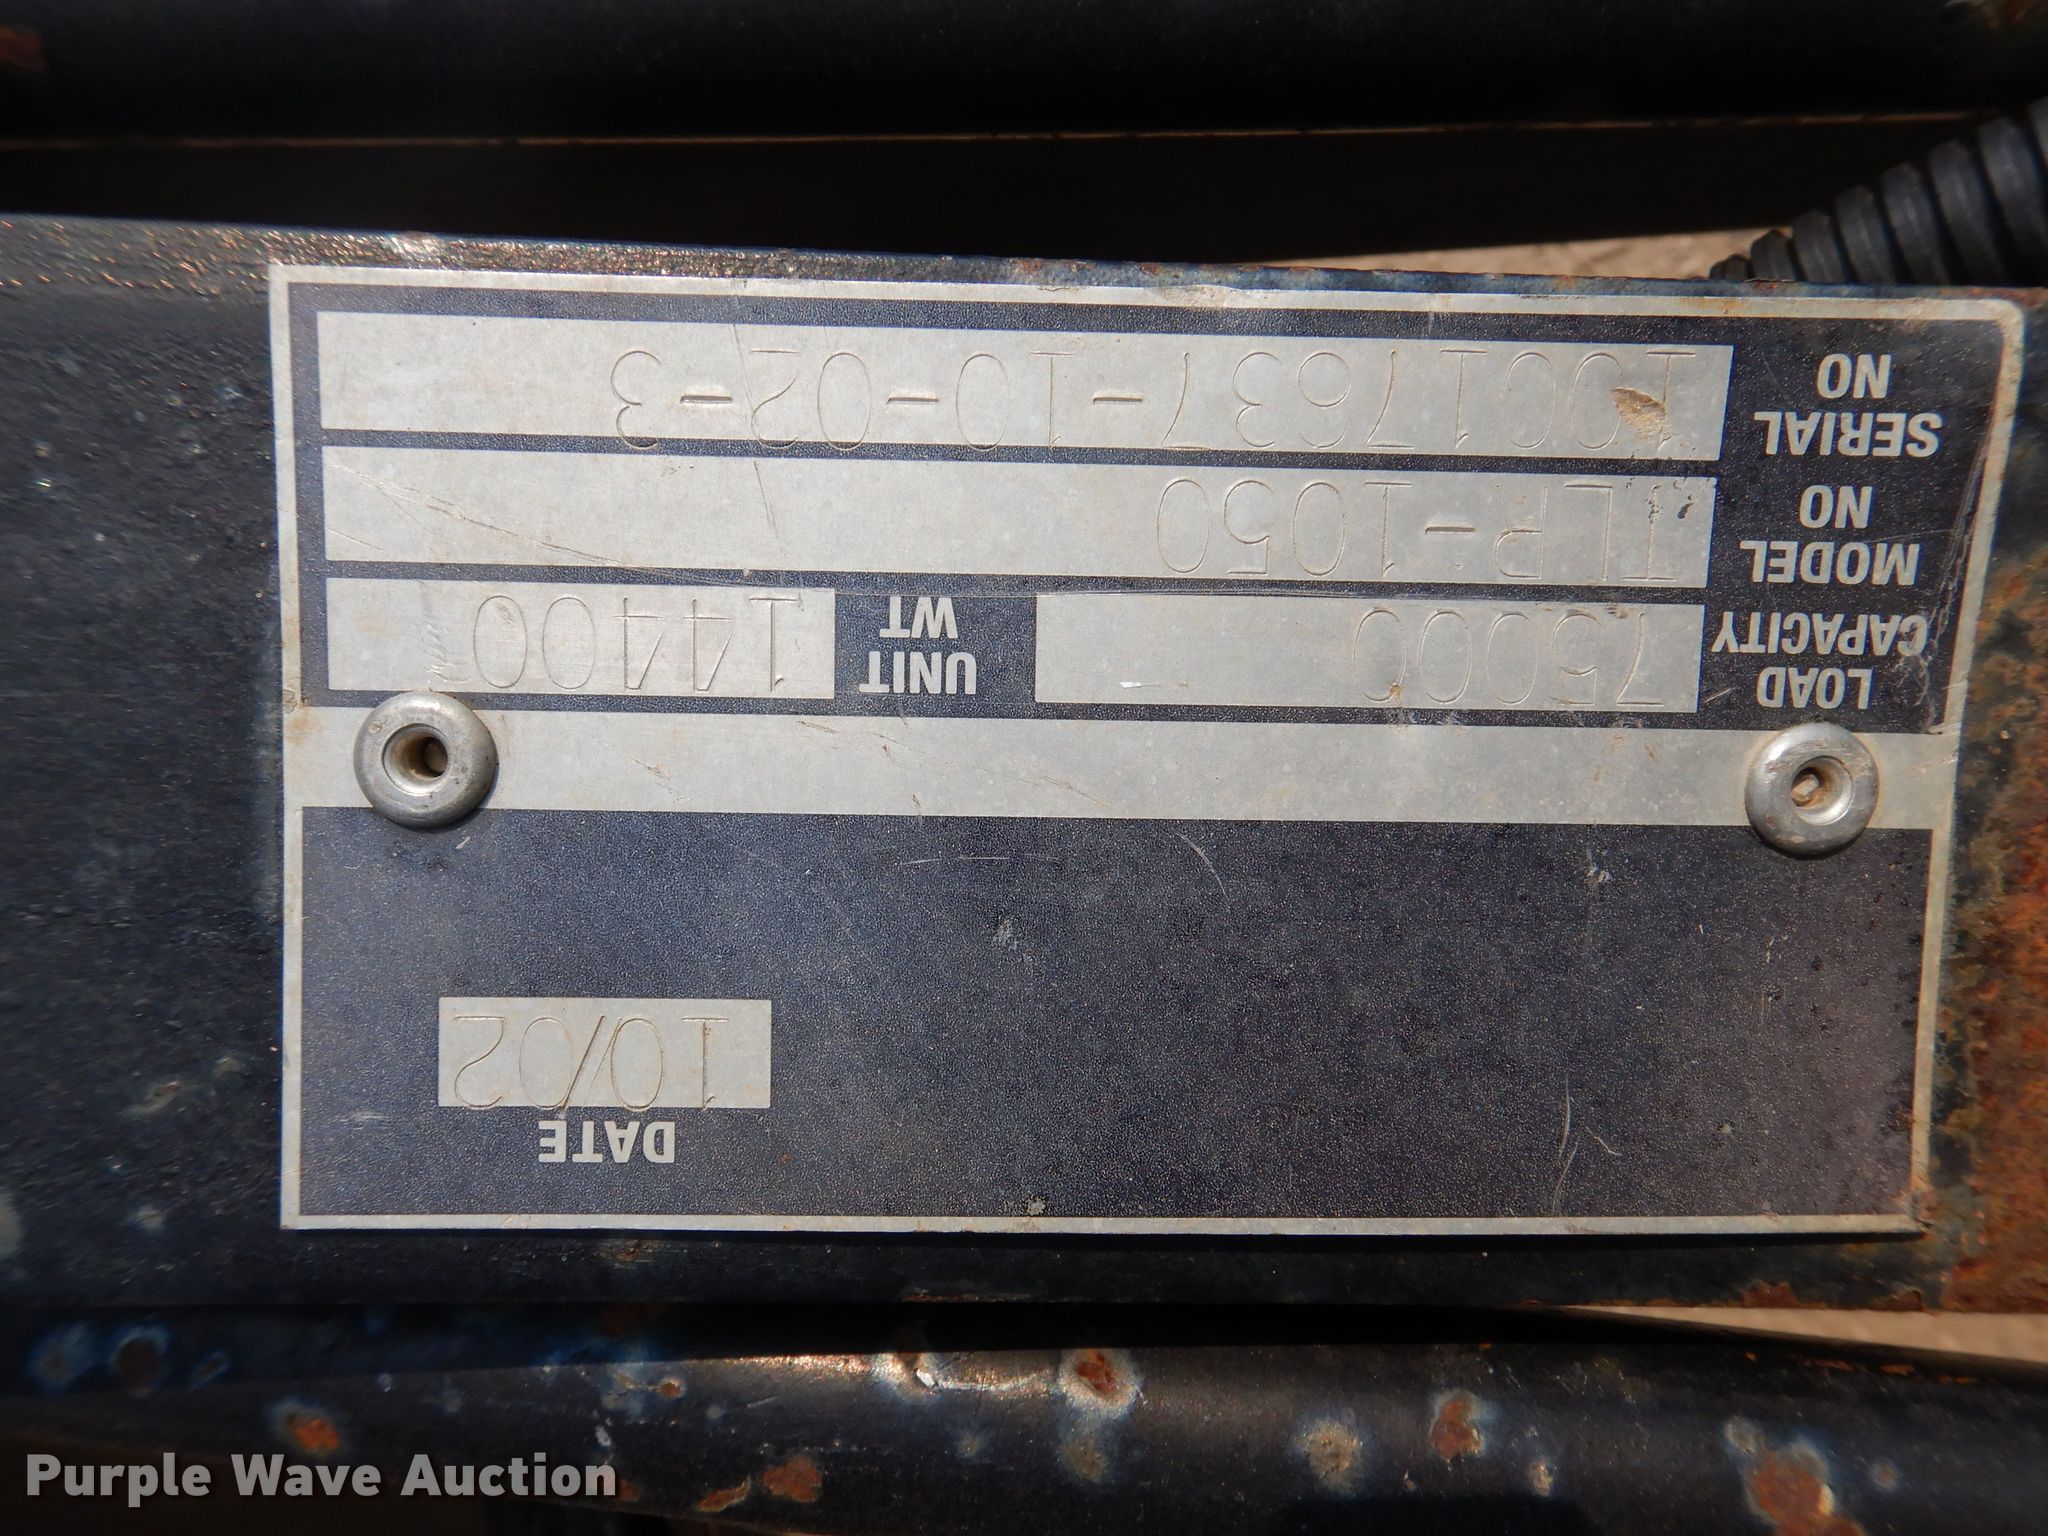 DATE
10/02
LOAD CAPACITY 75000 UNIT WT 14400
MODEL NO TLR-1050
SERIAL NO 10017637-10-02-3
Purple Wave Auction